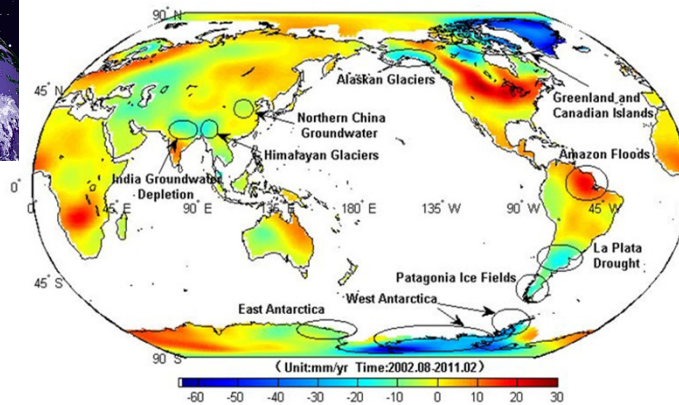 90° N
45° N
0°
45° S
90° S
0°
45° E
90° E
135° E
180° E
135° W
90° W
45° W
Alaskan Glaciers
Greenland and
Canadian Islands
Northern China
Groundwater
Himalayan Glaciers
India Groundwater
Depletion
Amazon Floods
La Plata
Drought
Patagonia Ice Fields
West Antarctica
East Antarctica
( Unit:mm/yr Time:2002.08-2011.02 )
-60 -50 -40 -30 -20 -10 0 10 20 30